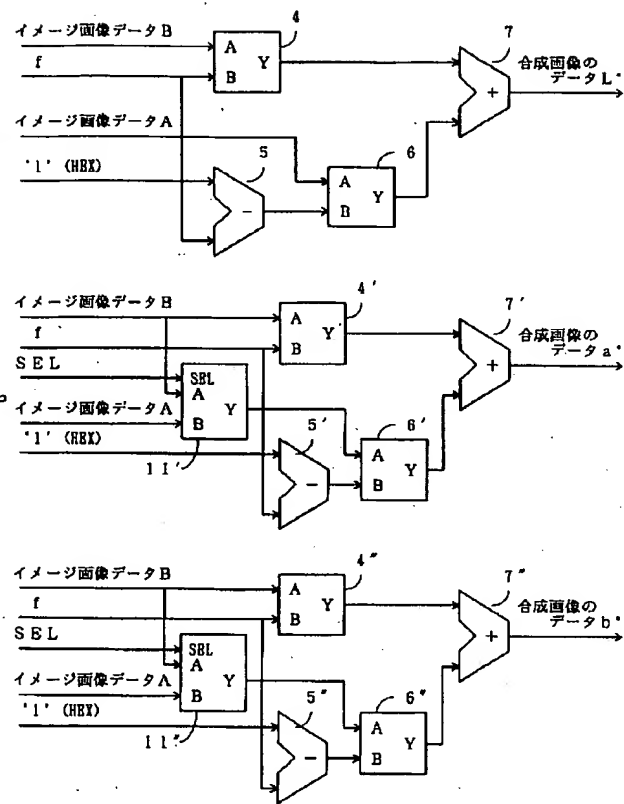 イメージ画像データB
f
4
A
B
Y
7
合成画像の
データL*
+
イメージ画像データA
'1' (HEX)
5
-
6
A
B
Y
イメージ画像データB
f
SEL
イメージ画像データA
'1' (HEX)
4'
A
B
Y
SEL
A
B
Y
11'
5'
-
6'
A
B
Y
7'
+
合成画像の
データa*
イメージ画像データB
f
SEL
イメージ画像データA
'1' (HEX)
4"
A
B
Y
SEL
A
B
Y
11"
5"
-
6"
A
B
Y
7"
+
合成画像の
データb*